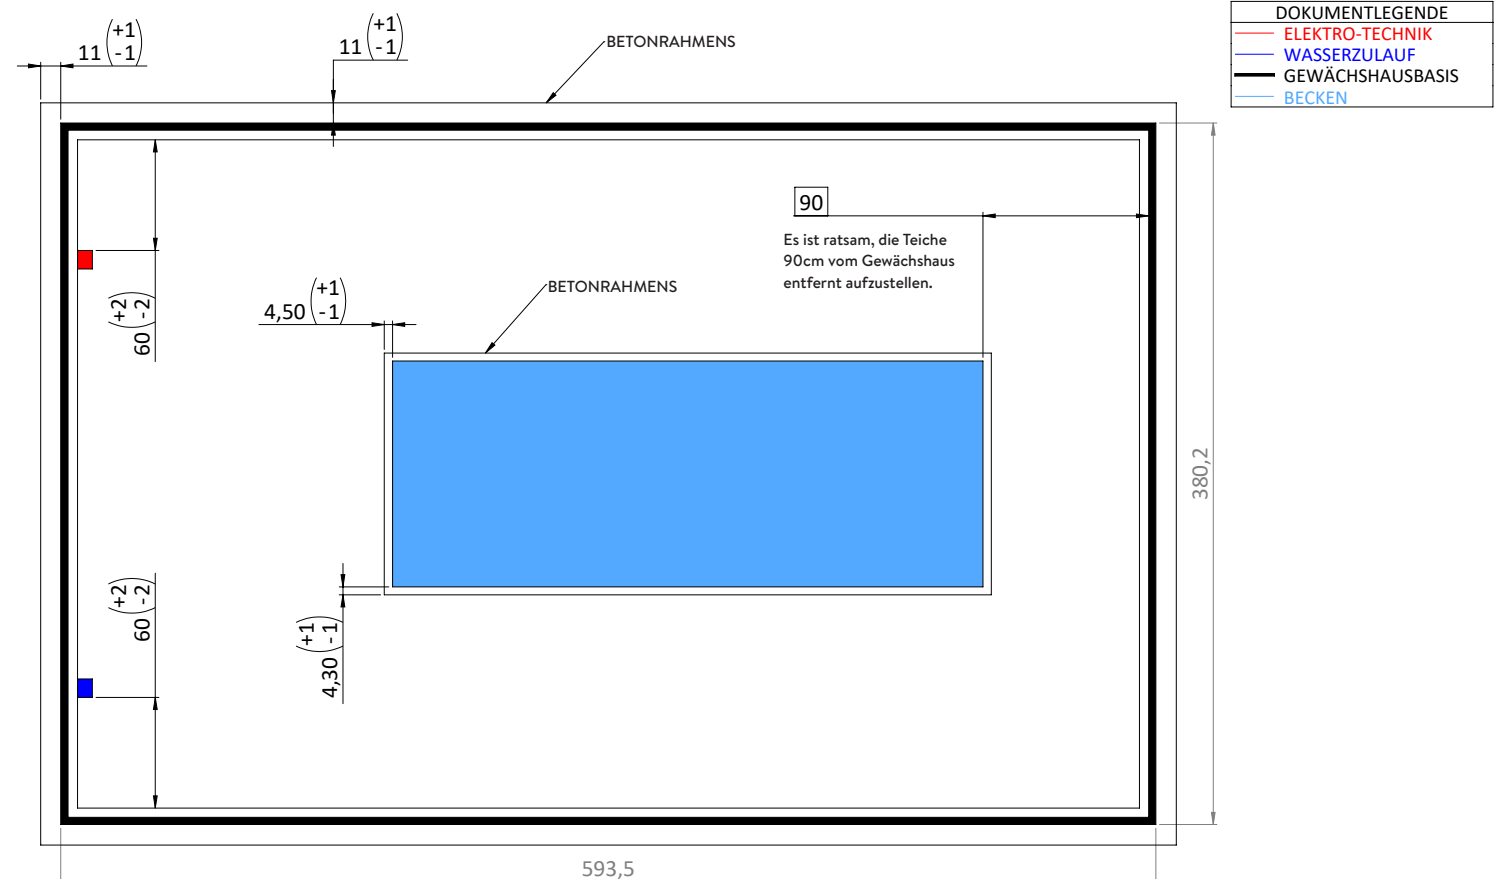 DOKUMENTLEGENDE
ELEKTRO-TECHNIK
WASSERZULAUF
GEWÄCHSHAUSBASIS
BECKEN
11 (+1 -1)
11 (+1 -1)
BETONRAHMENS
90
Es ist ratsam, die Teiche
90cm vom Gewächshaus
entfernt aufzustellen.
60 (+2 -2)
4,50 (+1 -1)
BETONRAHMENS
380,2
60 (+2 -2)
4,30 (+1 -1)
593,5